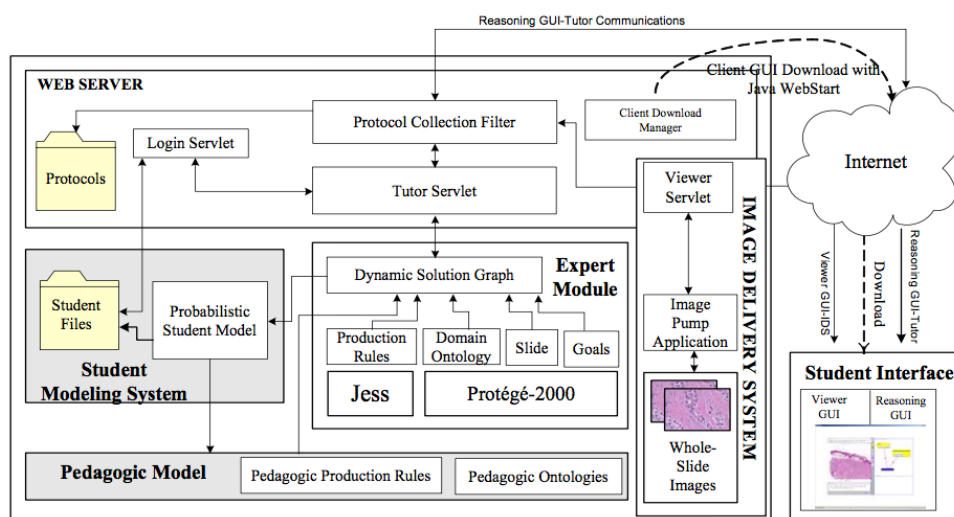 Reasoning GUI-Tutor Communications
WEB SERVER
Client GUI Download with
Java WebStart
Protocol Collection Filter
Client Download
Manager
Login Servlet
Protocols
Internet
Tutor Servlet
Viewer
Servlet
IMAGE DELIVERY SYSTEM
Viewer GUI-IDS
Download
Reasoning GUI-Tutor
Dynamic Solution Graph
Expert
Module
Student
Files
Probabilistic
Student Model
Image
Pump
Application
Production
Rules
Domain
Ontology
Slide
Goals
Student
Modeling System
Jess
Protégé-2000
Student Interface
Viewer
GUI
Reasoning
GUI
Whole-
Slide
Images
Pedagogic Model
Pedagogic Production Rules
Pedagogic Ontologies